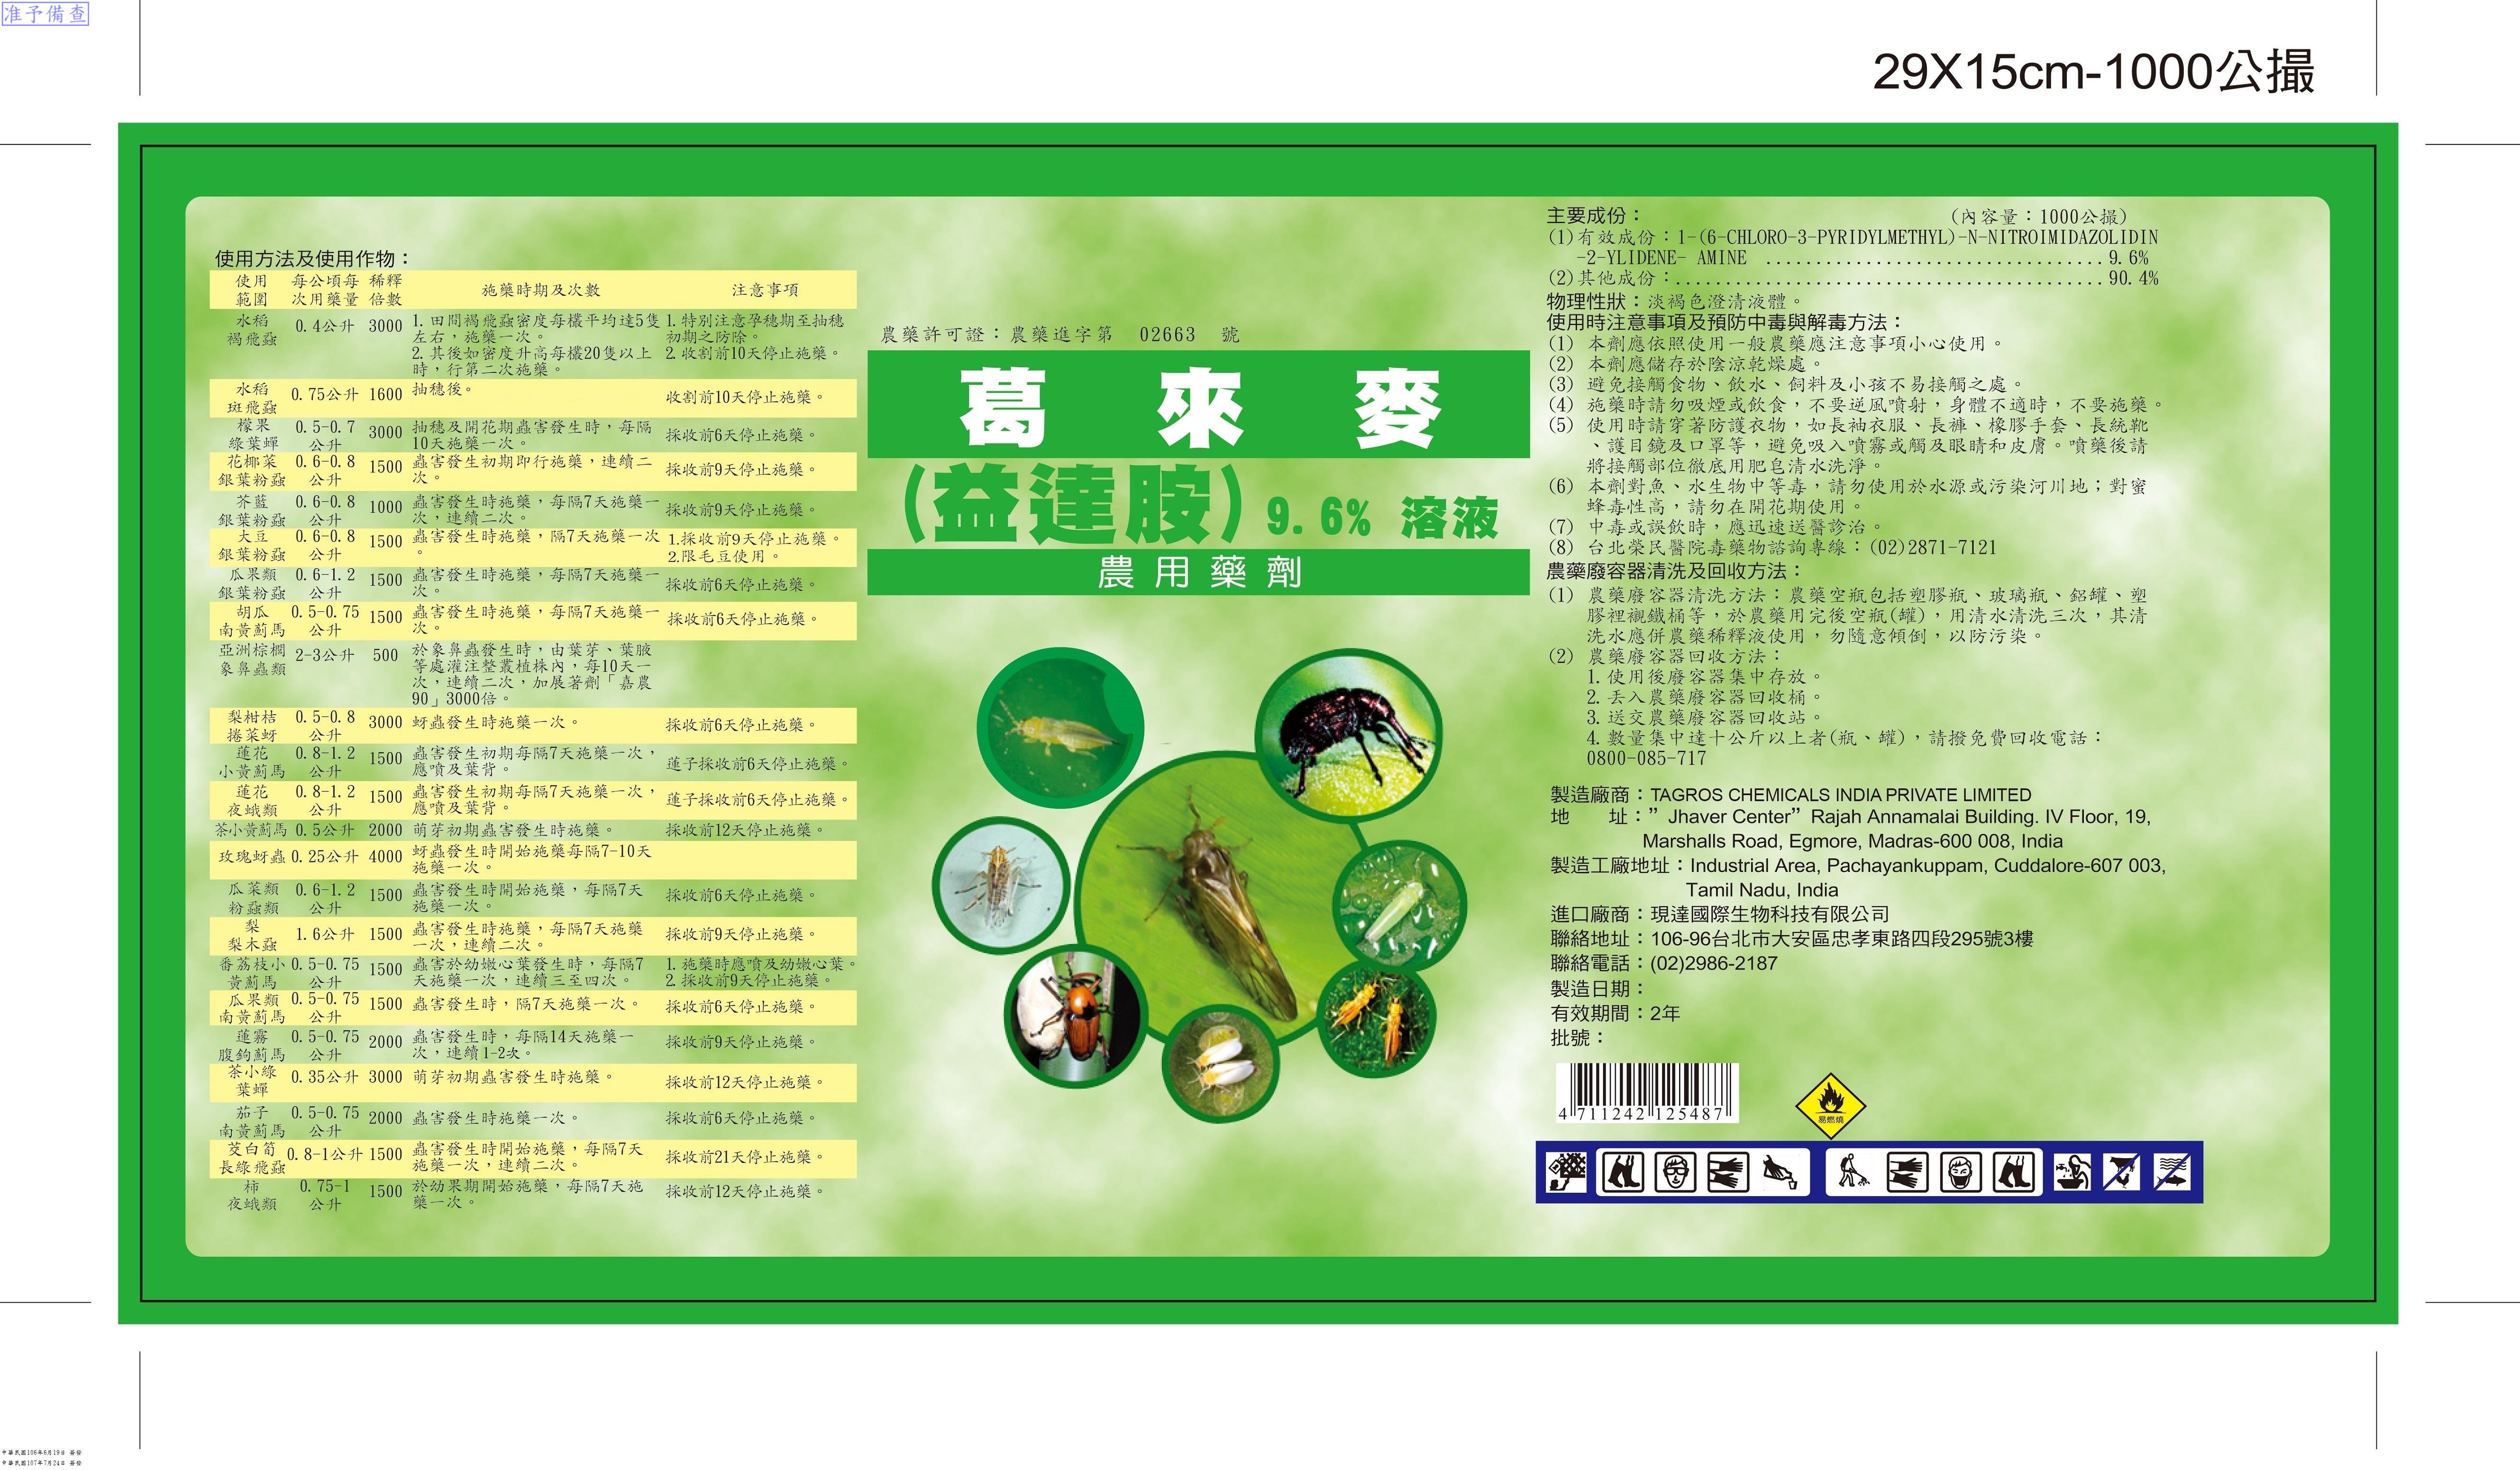 准予備查
29X15cm-1000公撮
使用方法及使用作物：
使用範圍 每公頃每次用藥量 稀釋倍數 施藥時期及次數 注意事項
水稻 褐飛蝨 0.4公升 3000 1.田間褐飛蝨密度每欉平均達5隻左右，施藥一次。 2.其後如密度升高每欉20隻以上時，行第二次施藥。 1.特別注意孕穗期至抽穗初期之防除。 2.收割前10天停止施藥。
水稻 斑飛蝨 0.75公升 1600 抽穗後。 收割前10天停止施藥。
檬果 綠葉蟬 0.5-0.7公升 3000 抽穗及開花期蟲害發生時，每隔10天施藥一次。 採收前6天停止施藥。
花椰菜 銀葉粉蝨 0.6-0.8公升 1500 蟲害發生初期即行施藥，連續二次。 採收前9天停止施藥。
芥藍 銀葉粉蝨 0.6-0.8公升 1000 蟲害發生時施藥，每隔7天施藥一次，連續二次。 採收前9天停止施藥。
大豆 銀葉粉蝨 0.6-0.8公升 1500 蟲害發生時施藥，隔7天施藥一次。 1.採收前9天停止施藥。 2.限毛豆使用。
瓜果類 銀葉粉蝨 0.6-1.2公升 1500 蟲害發生時施藥，每隔7天施藥一次。 採收前6天停止施藥。
胡瓜 南黃薊馬 0.5-0.75公升 1500 蟲害發生時施藥，每隔7天施藥一次。 採收前6天停止施藥。
亞洲棕櫚象鼻蟲類 2-3公升 500 於象鼻蟲發生時，由葉芽、葉腋等處灌注整叢植株內，每10天一次，連續二次，加展著劑「嘉農90」3000倍。
梨柑桔 捲葉蚜 0.5-0.8公升 3000 蚜蟲發生時施藥一次。 採收前6天停止施藥。
蓮花 小黃薊馬 0.8-1.2公升 1500 蟲害發生初期每隔7天施藥一次，應噴及葉背。 蓮子採收前6天停止施藥。
蓮花 夜蛾類 0.8-1.2公升 1500 蟲害發生初期每隔7天施藥一次，應噴及葉背。 蓮子採收前6天停止施藥。
茶小黃薊馬 0.5公升 2000 萌芽初期蟲害發生時施藥。 採收前12天停止施藥。
玫瑰蚜蟲 0.25公升 4000 蚜蟲發生時開始施藥每隔7-10天施藥一次。
瓜菜類 粉蝨類 0.6-1.2公升 1500 蟲害發生時開始施藥，每隔7天施藥一次。 採收前6天停止施藥。
梨 梨木蝨 1.6公升 1500 蟲害發生時施藥，每隔7天施藥一次，連續二次。 採收前9天停止施藥。
番荔枝小黃薊馬 0.5-0.75公升 1500 蟲害於幼嫩心葉發生時，每隔7天施藥一次，連續三至四次。 1.施藥時應噴及幼嫩心葉。 2.採收前9天停止施藥。
瓜果類 南黃薊馬 0.5-0.75公升 1500 蟲害發生時，隔7天施藥一次。 採收前6天停止施藥。
蓮霧 腹鉤薊馬 0.5-0.75公升 2000 蟲害發生時，每隔14天施藥一次，連續1-2次。 採收前9天停止施藥。
茶小綠葉蟬 0.35公升 3000 萌芽初期蟲害發生時施藥。 採收前12天停止施藥。
茄子 南黃薊馬 0.5-0.75公升 2000 蟲害發生時施藥一次。 採收前6天停止施藥。
茭白筍 長綠飛蝨 0.8-1公升 1500 蟲害發生時開始施藥，每隔7天施藥一次，連續二次。 採收前21天停止施藥。
柿 夜蛾類 0.75-1公升 1500 於幼果期開始施藥，每隔7天施藥一次。 採收前12天停止施藥。
農藥許可證：農藥進字第 02663 號
葛來麥
(益達胺) 9.6% 溶液
農用藥劑
主要成份： (內容量：1000公撮)
(1)有效成份：1-(6-CHLORO-3-PYRIDYLMETHYL)-N-NITROIMIDAZOLIDIN
-2-YLIDENE- AMINE ..................................9.6%
(2)其他成份：...........................................90.4%
物理性狀：淡褐色澄清液體。
使用時注意事項及預防中毒與解毒方法：
(1) 本劑應依照使用一般農藥應注意事項小心使用。
(2) 本劑應儲存於陰涼乾燥處。
(3) 避免接觸食物、飲水、飼料及小孩不易接觸之處。
(4) 施藥時請勿吸煙或飲食，不要逆風噴射，身體不適時，不要施藥。
(5) 使用時請穿著防護衣物，如長袖衣服、長褲、橡膠手套、長統靴
、護目鏡及口罩等，避免吸入噴霧或觸及眼睛和皮膚。噴藥後請
將接觸部位徹底用肥皂清水洗淨。
(6) 本劑對魚、水生物中等毒，請勿使用於水源或污染河川地；對蜜
蜂毒性高，請勿在開花期使用。
(7) 中毒或誤飲時，應迅速送醫診治。
(8) 台北榮民醫院毒藥物諮詢專線：(02)2871-7121
農藥廢容器清洗及回收方法：
(1) 農藥廢容器清洗方法：農藥空瓶包括塑膠瓶、玻璃瓶、鋁罐、塑
膠裡襯鐵桶等，於農藥用完後空瓶(罐)，用清水清洗三次，其清
洗水應併農藥稀釋液使用，勿隨意傾倒，以防污染。
(2) 農藥廢容器回收方法：
1.使用後廢容器集中存放。
2.丟入農藥廢容器回收桶。
3.送交農藥廢容器回收站。
4.數量集中達十公斤以上者(瓶、罐)，請撥免費回收電話：
0800-085-717
製造廠商：TAGROS CHEMICALS INDIA PRIVATE LIMITED
地 址：”Jhaver Center” Rajah Annamalai Building. IV Floor, 19,
Marshalls Road, Egmore, Madras-600 008, India
製造工廠地址：Industrial Area, Pachayankuppam, Cuddalore-607 003,
Tamil Nadu, India
進口廠商：現達國際生物科技有限公司
聯絡地址：106-96台北市大安區忠孝東路四段295號3樓
聯絡電話：(02)2986-2187
製造日期：
有效期間：2年
批號：
4 711242 125487
易燃燒
中華民國106年6月19日 簽發
中華民國107年7月24日 簽發